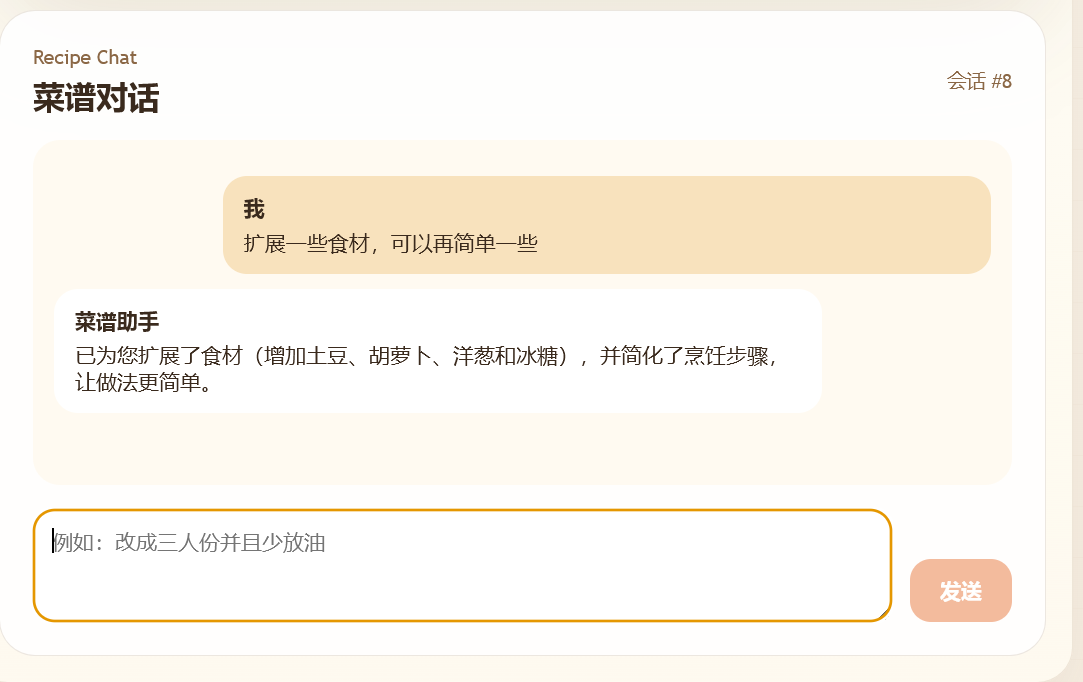 Recipe Chat
菜谱对话
会话 #8
我
扩展一些食材，可以再简单一些
菜谱助手
已为您扩展了食材（增加土豆、胡萝卜、洋葱和冰糖），并简化了烹饪步骤，
让做法更简单。
例如：改成三人份并且少放油
发送